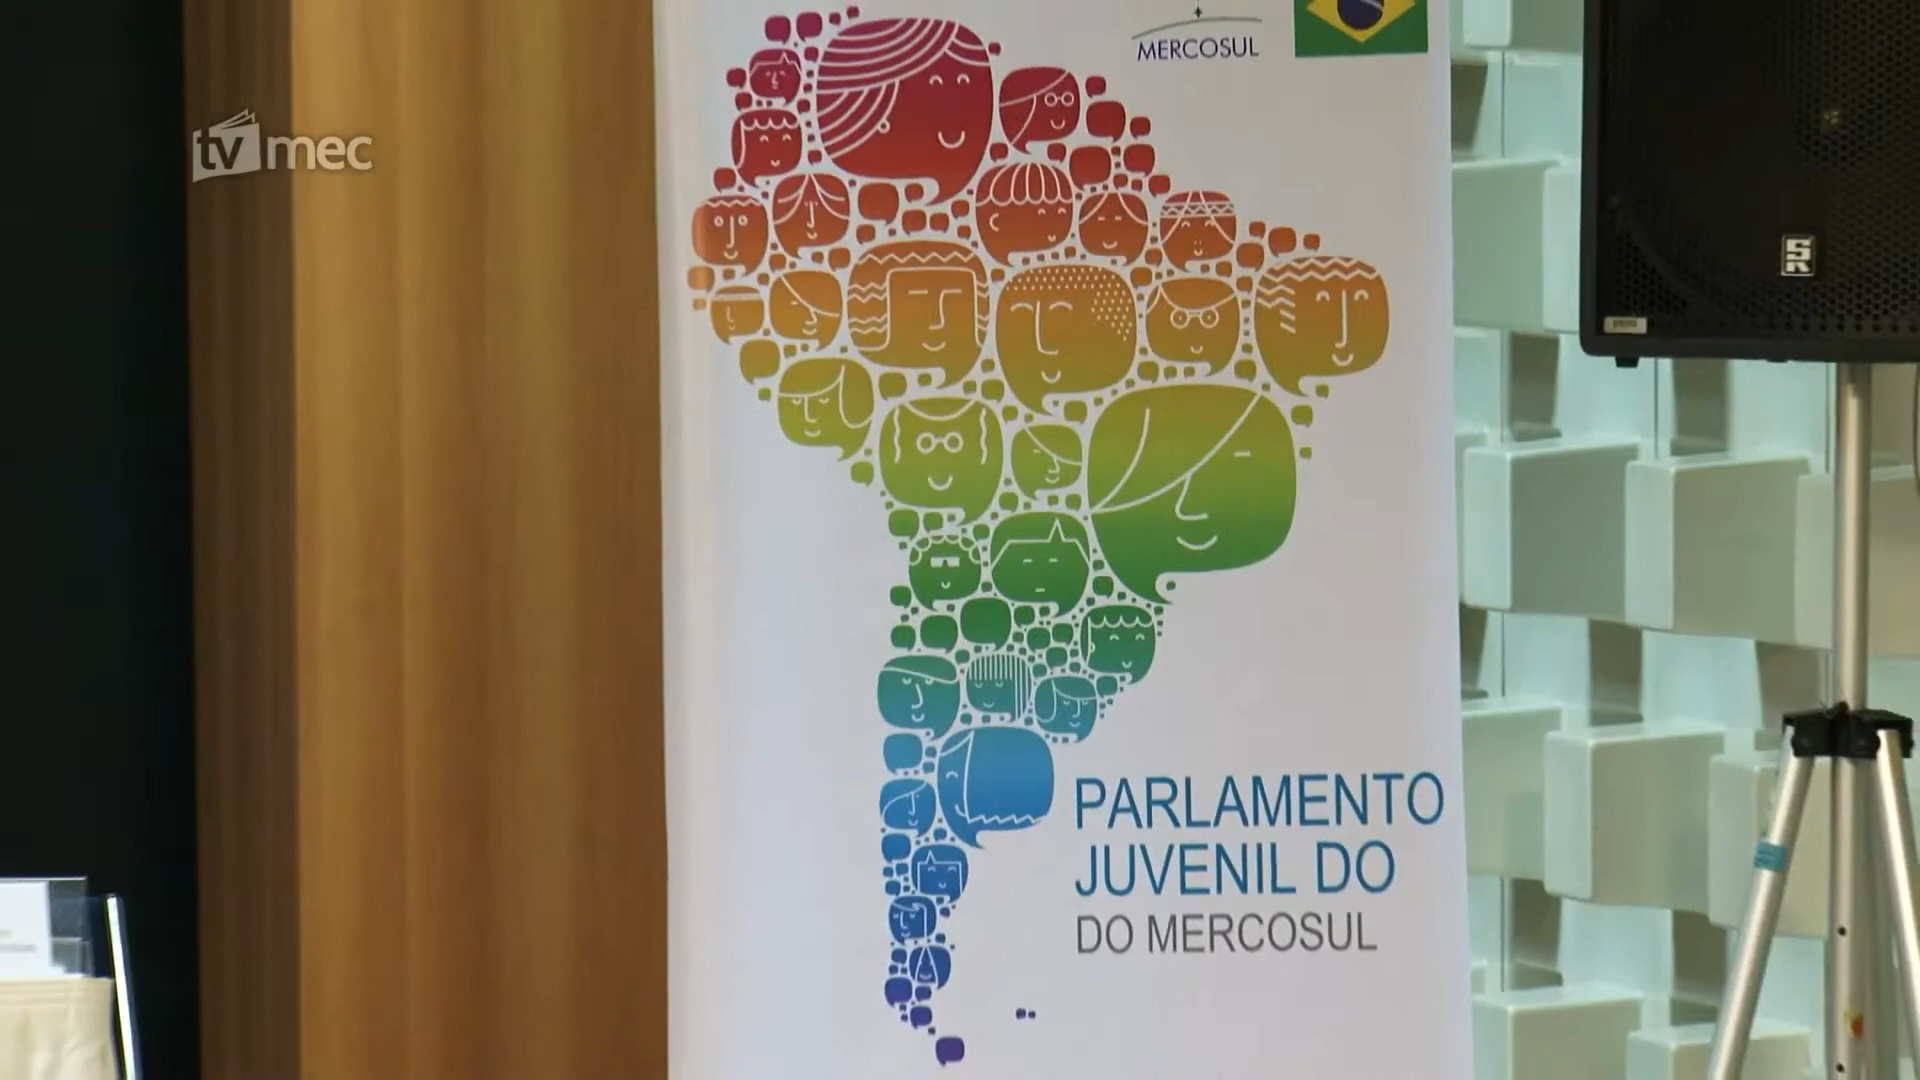 MERCOSUL
tv mec
PARLAMENTO
JUVENIL DO
DO MERCOSUL